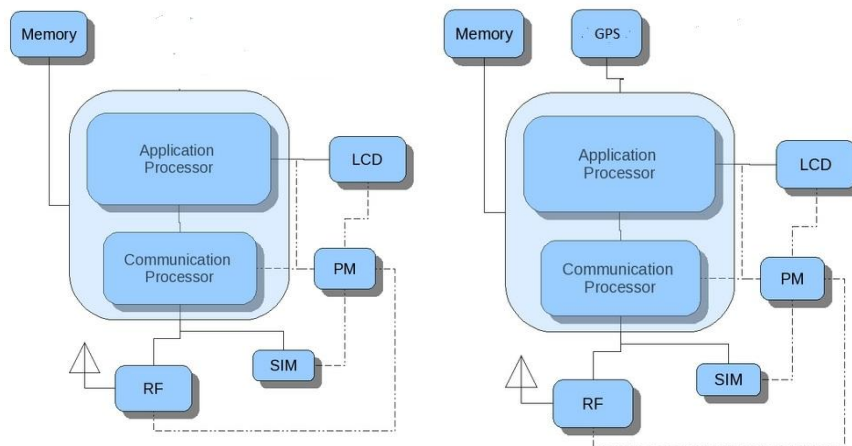 Memory
Application
Processor
LCD
Communication
Processor
PM
SIM
RF
Memory
GPS
Application
Processor
LCD
Communication
Processor
PM
SIM
RF